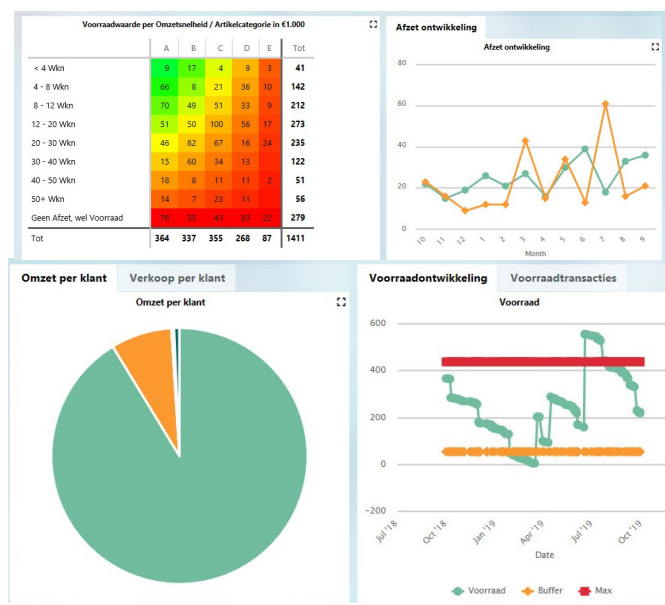 Voorraadwaarde per Omzetsnelheid / Artikelcategorie in €1.000
A B C D E Tot
< 4 Wkn 9 17 4 9 3 41
4 - 8 Wkn 66 8 21 36 10 142
8 - 12 Wkn 70 49 51 33 9 212
12 - 20 Wkn 51 50 100 56 17 273
20 - 30 Wkn 46 82 67 16 24 235
30 - 40 Wkn 15 60 34 13 122
40 - 50 Wkn 18 8 11 11 2 51
50+ Wkn 14 7 23 11 56
Geen Afzet, wel Voorraad 76 55 43 83 22 279
Tot 364 337 355 268 87 1411
Afzet ontwikkeling
Afzet ontwikkeling
80
60
40
20
0
10 11 12 1 2 3 4 5 6 7 8 9
Month
Omzet per klant Verkoop per klant
Omzet per klant
Voorraadontwikkeling Voorraadtransacties
Voorraad
600
400
200
0
-200
Jul '18 Oct '18 Jan '19 Apr '19 Jul '19 Oct '19
Date
Voorraad Buffer Max